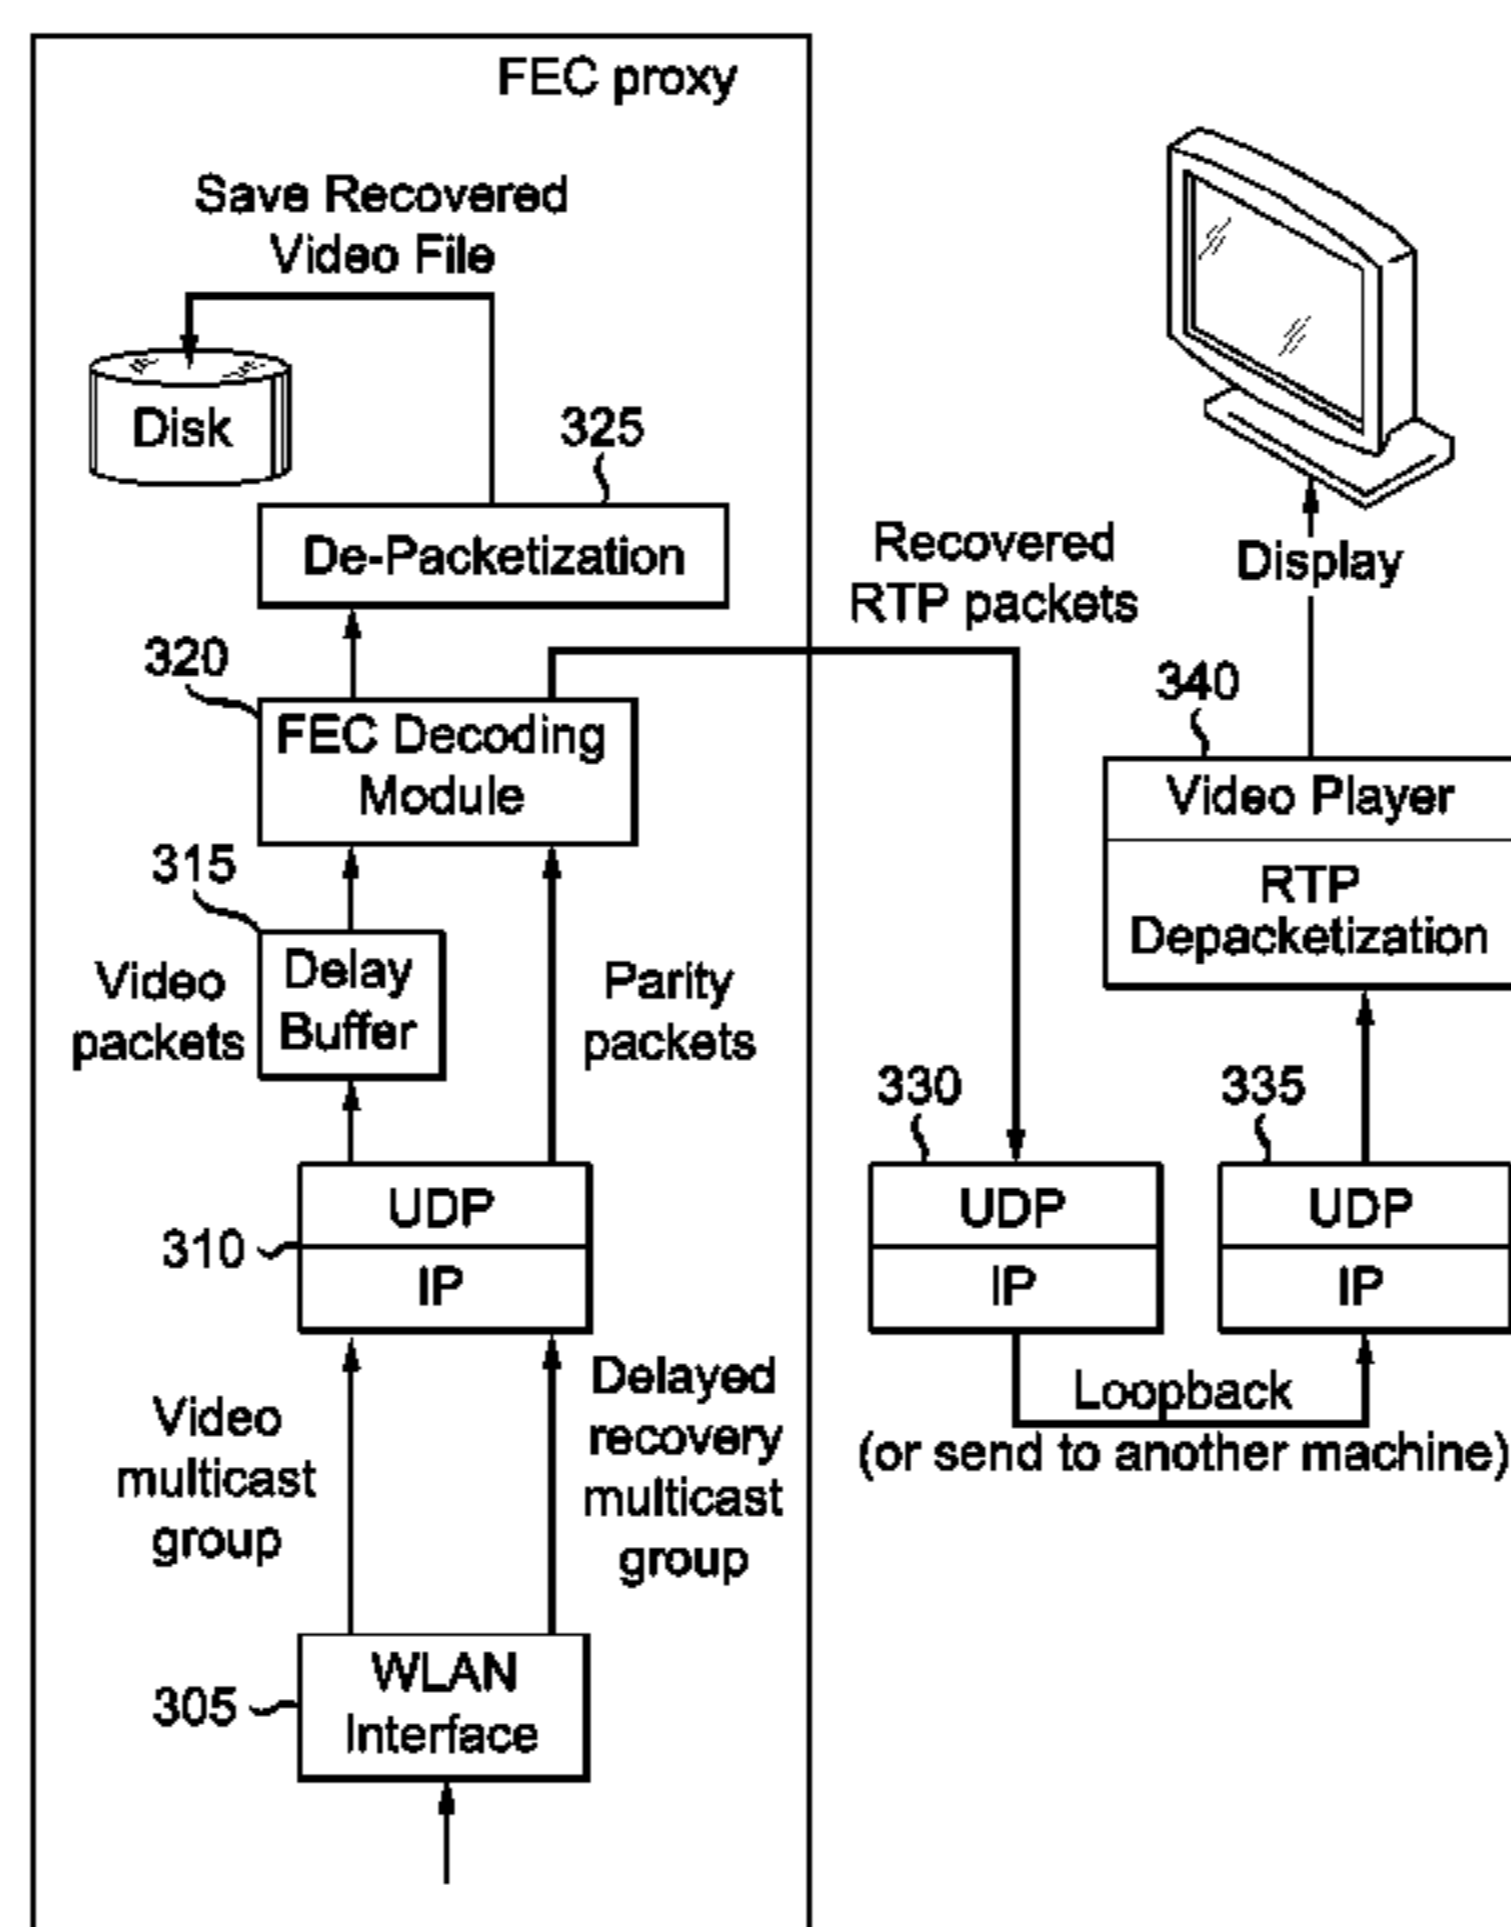 FEC proxy
Save Recovered
Video File
Disk
325
De-Packetization
320
FEC Decoding
Module
315
Delay
Buffer
Video
packets
Parity
packets
UDP
310
IP
Video
multicast
group
Delayed
recovery
multicast
group
WLAN
Interface
305
Recovered
RTP packets
Display
340
Video Player
RTP
Depacketization
330
UDP
IP
335
UDP
IP
Loopback
(or send to another machine)